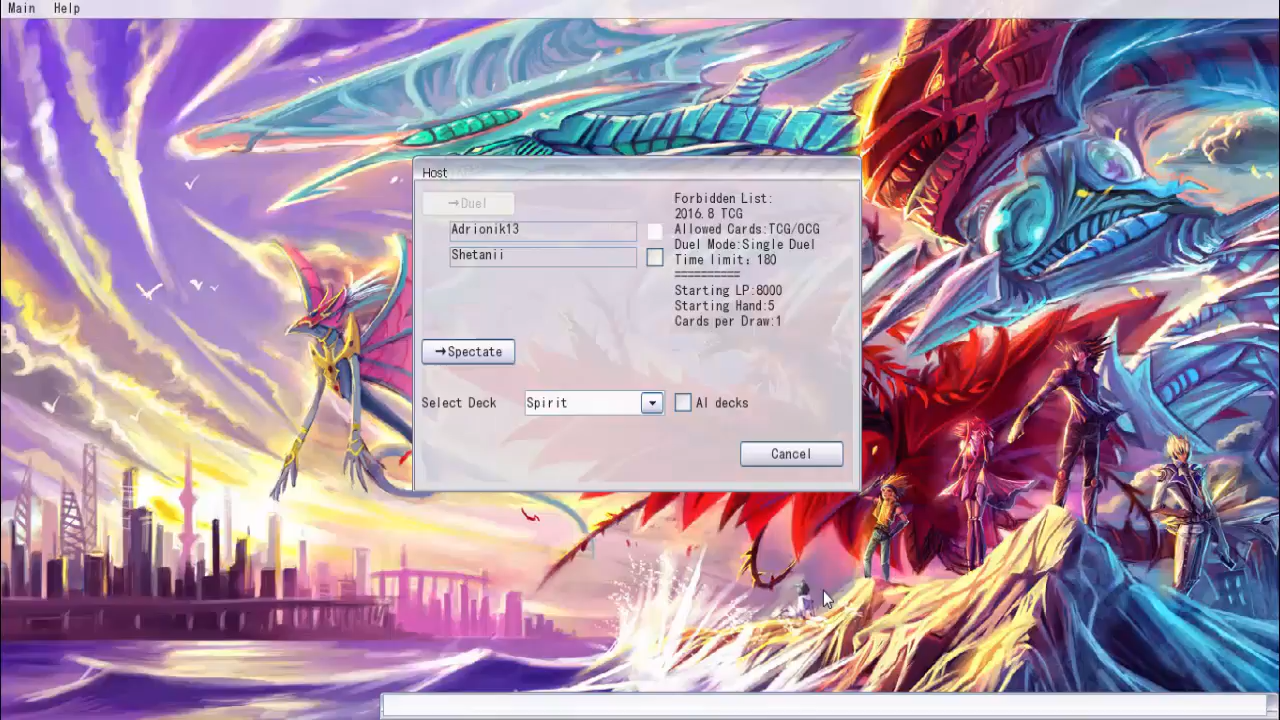 Main Help
Host
→Duel
Adrionik13
Shetanii
Forbidden List:
2016.8 TCG
Allowed Cards:TCG/OCG
Duel Mode:Single Duel
Time limit: 180
==========
Starting LP:8000
Starting Hand:5
Cards per Draw:1
→Spectate
Select Deck Spirit AI decks
Cancel